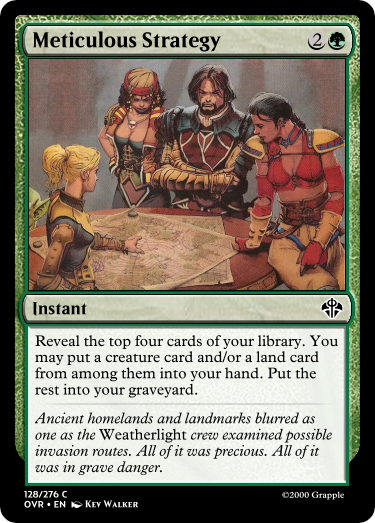 Meticulous Strategy 2
Instant
Reveal the top four cards of your library. You
may put a creature card and/or a land card
from among them into your hand. Put the
rest into your graveyard.
Ancient homelands and landmarks blurred as
one as the Weatherlight crew examined possible
invasion routes. All of it was precious. All of it
was in grave danger.
128/276 C
OVR • EN Key Walker
©2000 Grapple